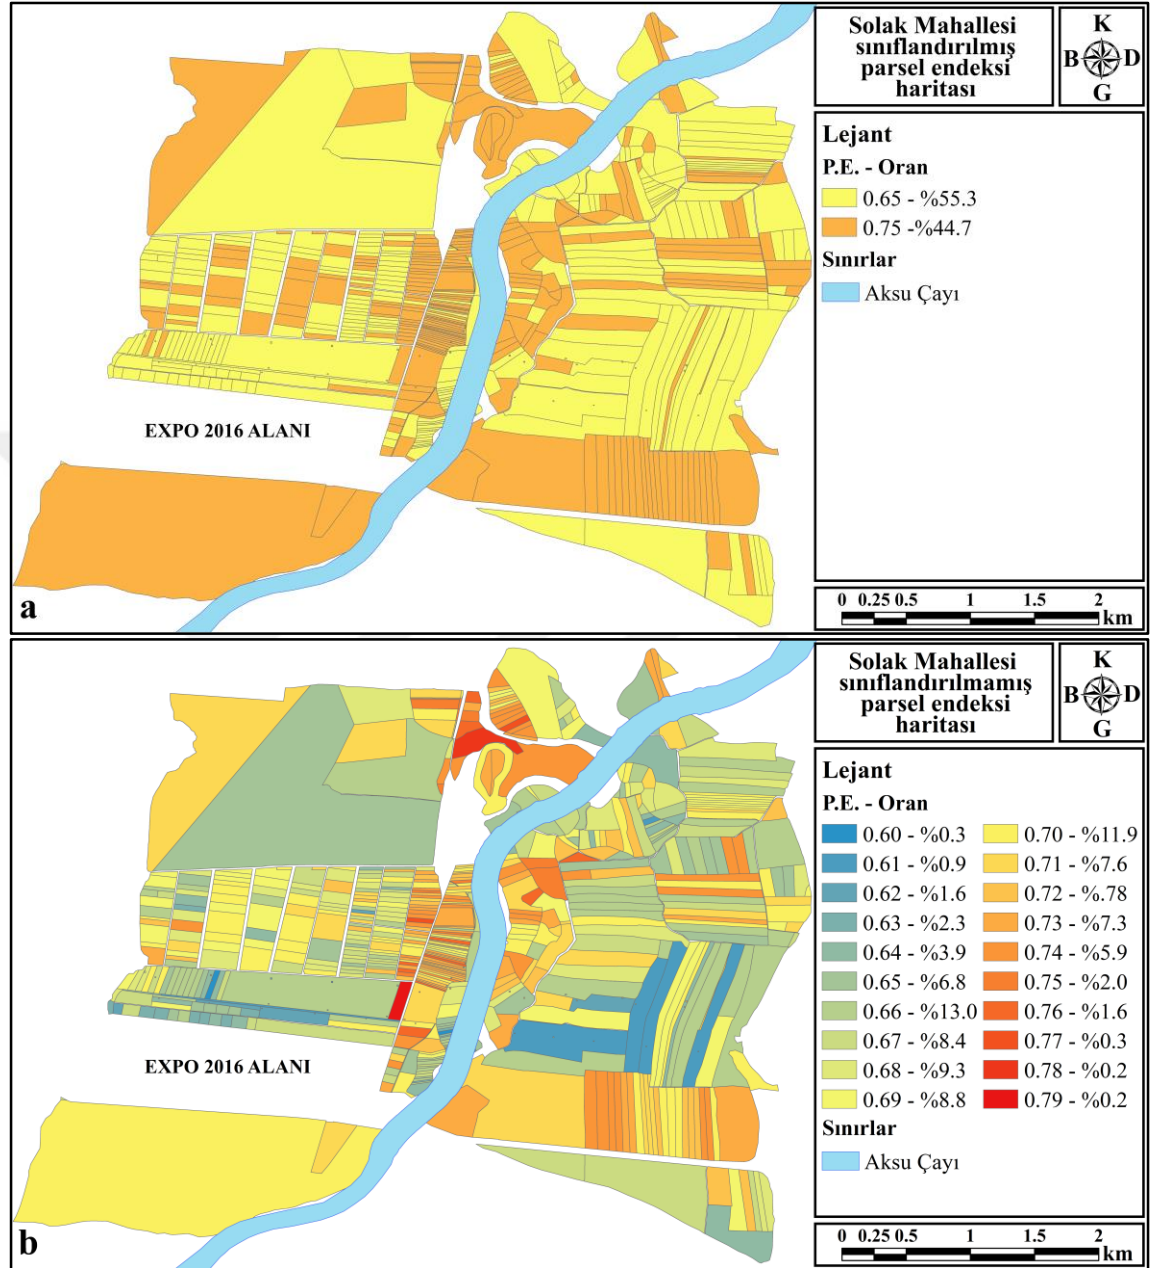 Solak Mahallesi
sınıflandırılmış
parsel endeksi
haritası
K
B D
G
Lejant
P.E. - Oran
0.65 - %55.3
0.75 -%44.7
Sınırlar
Aksu Çayı
EXPO 2016 ALANI
a
0 0.25 0.5 1 1.5 2
km
Solak Mahallesi
sınıflandırılmamış
parsel endeksi
haritası
K
B D
G
Lejant
P.E. - Oran
0.60 - %0.3
0.61 - %0.9
0.62 - %1.6
0.63 - %2.3
0.64 - %3.9
0.65 - %6.8
0.66 - %13.0
0.67 - %8.4
0.68 - %9.3
0.69 - %8.8
0.70 - %11.9
0.71 - %7.6
0.72 - %.78
0.73 - %7.3
0.74 - %5.9
0.75 - %2.0
0.76 - %1.6
0.77 - %0.3
0.78 - %0.2
0.79 - %0.2
Sınırlar
Aksu Çayı
EXPO 2016 ALANI
b
0 0.25 0.5 1 1.5 2
km